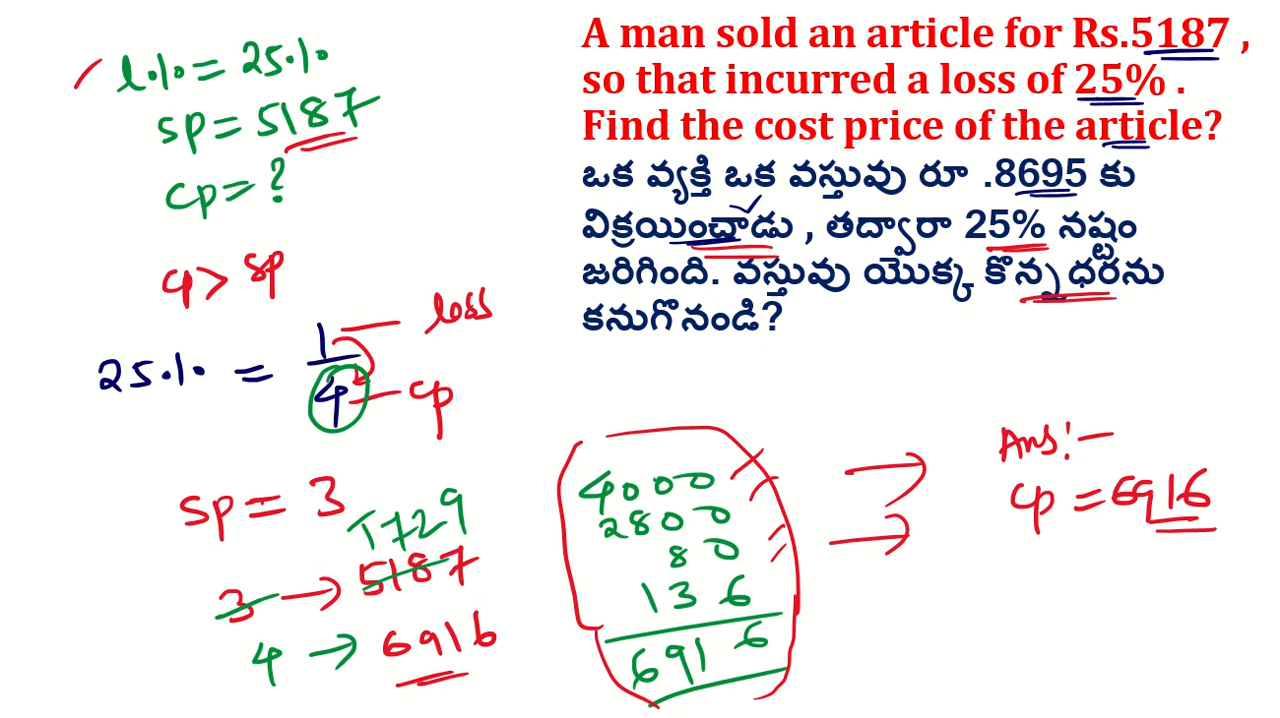 A man sold an article for Rs.5187 ,
so that incurred a loss of 25% .
Find the cost price of the article?
ఒక వ్యక్తి ఒక వస్తువు రూ .8695 కు
విక్రయించాడు , తద్వారా 25% నష్టం
జరిగింది. వస్తువు యొక్క కొన్న ధరను
కనుగొనండి?
l.1.=25.1.
SP=5187
CP=?
CP> SP
25.1. = 1/4
loss
CP
SP = 3
1729
3 → 5187
4 → 6916
4000
2800
80
136
6916
Ans:-
CP =6916